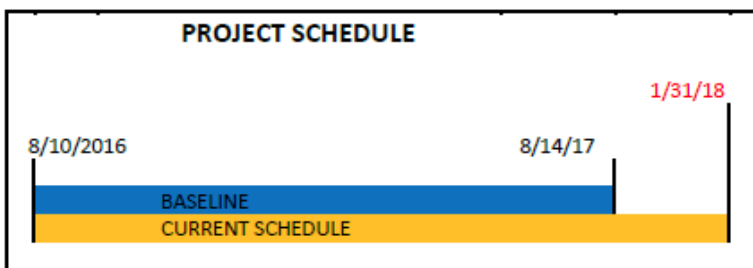 PROJECT SCHEDULE
1/31/18
8/10/2016 8/14/17
BASELINE
CURRENT SCHEDULE